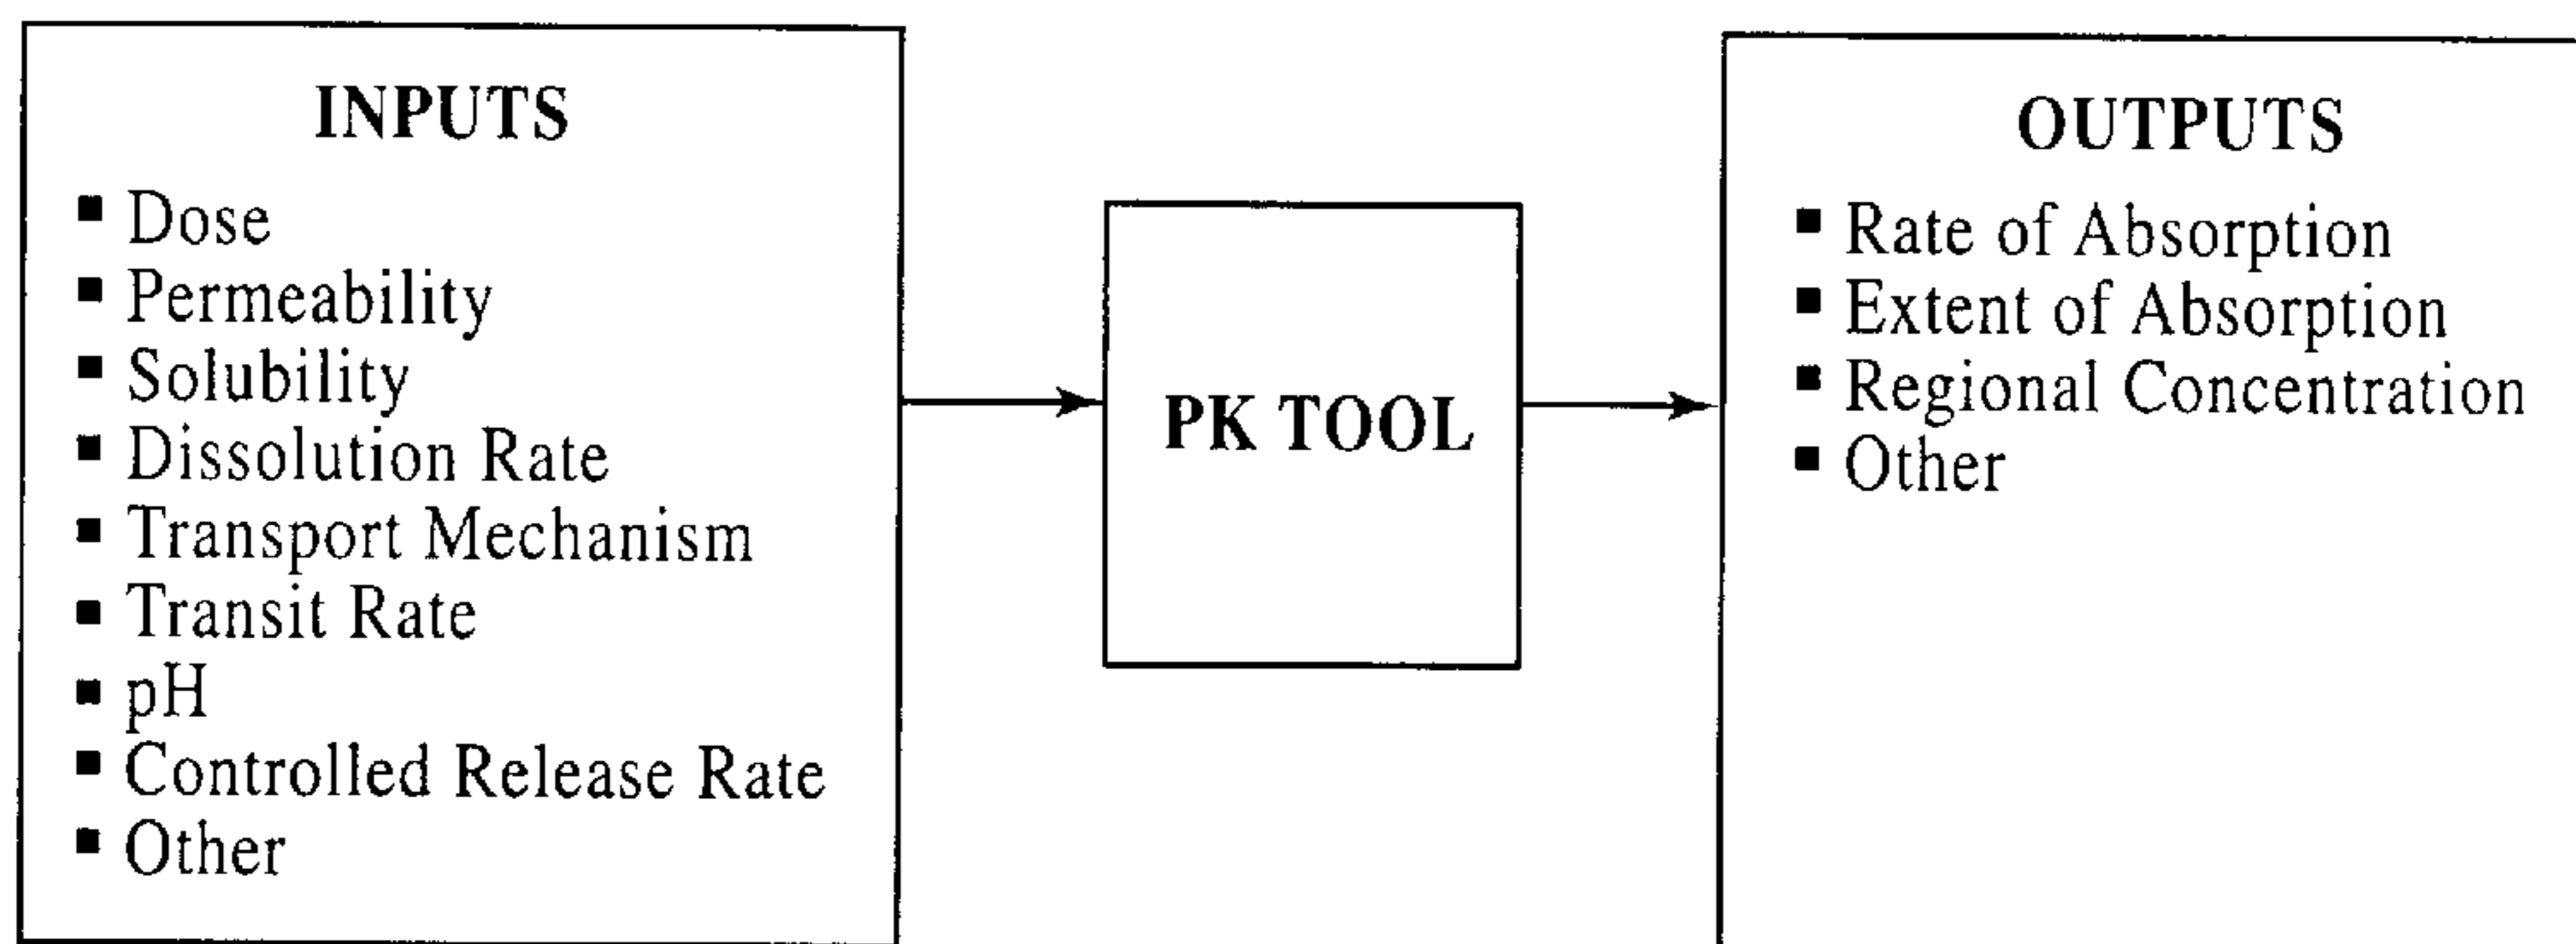 INPUTS
▪ Dose
▪ Permeability
▪ Solubility
▪ Dissolution Rate
▪ Transport Mechanism
▪ Transit Rate
▪ pH
▪ Controlled Release Rate
▪ Other
PK TOOL
OUTPUTS
▪ Rate of Absorption
▪ Extent of Absorption
▪ Regional Concentration
▪ Other